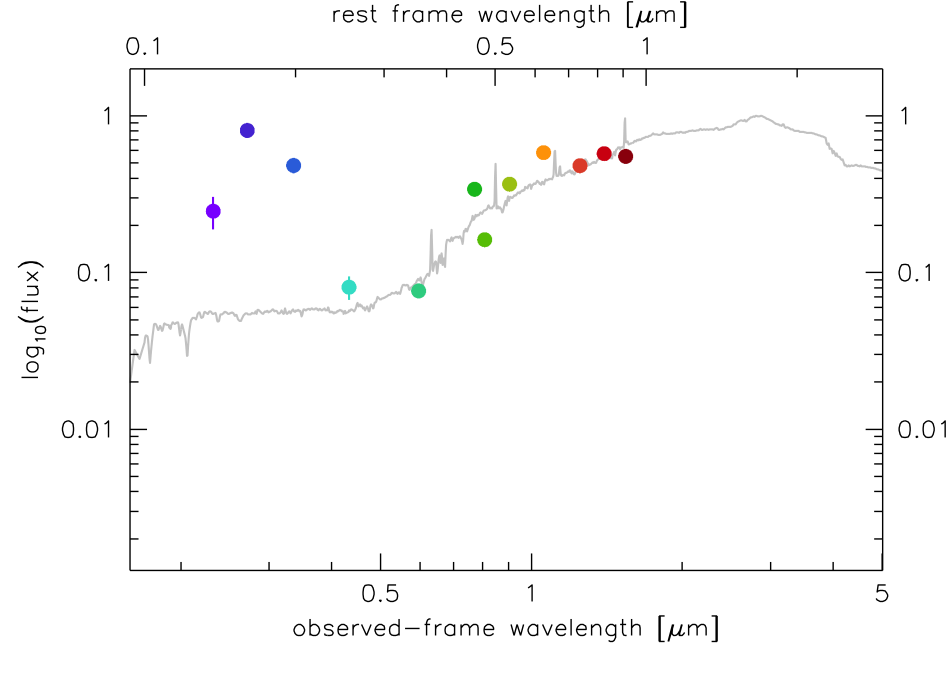 rest frame wavelength [μm]
0.1 0.5 1
1 1
0.1 0.1
0.01 0.01
log10(flux)
0.5 1 5
observed-frame wavelength [μm]